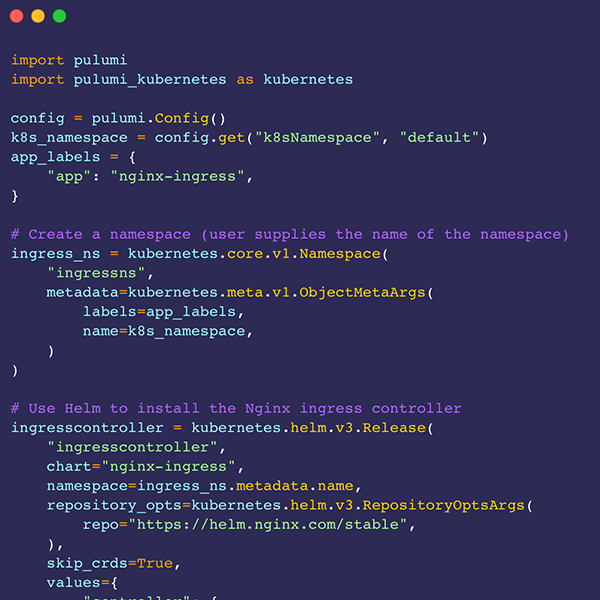 import pulumi
import pulumi_kubernetes as kubernetes

config = pulumi.Config()
k8s_namespace = config.get("k8sNamespace", "default")
app_labels = {
    "app": "nginx-ingress",
}

# Create a namespace (user supplies the name of the namespace)
ingress_ns = kubernetes.core.v1.Namespace(
    "ingressns",
    metadata=kubernetes.meta.v1.ObjectMetaArgs(
        labels=app_labels,
        name=k8s_namespace,
    )
)

# Use Helm to install the Nginx ingress controller
ingresscontroller = kubernetes.helm.v3.Release(
    "ingresscontroller",
    chart="nginx-ingress",
    namespace=ingress_ns.metadata.name,
    repository_opts=kubernetes.helm.v3.RepositoryOptsArgs(
        repo="https://helm.nginx.com/stable",
    ),
    skip_crds=True,
    values={
        "controller": {